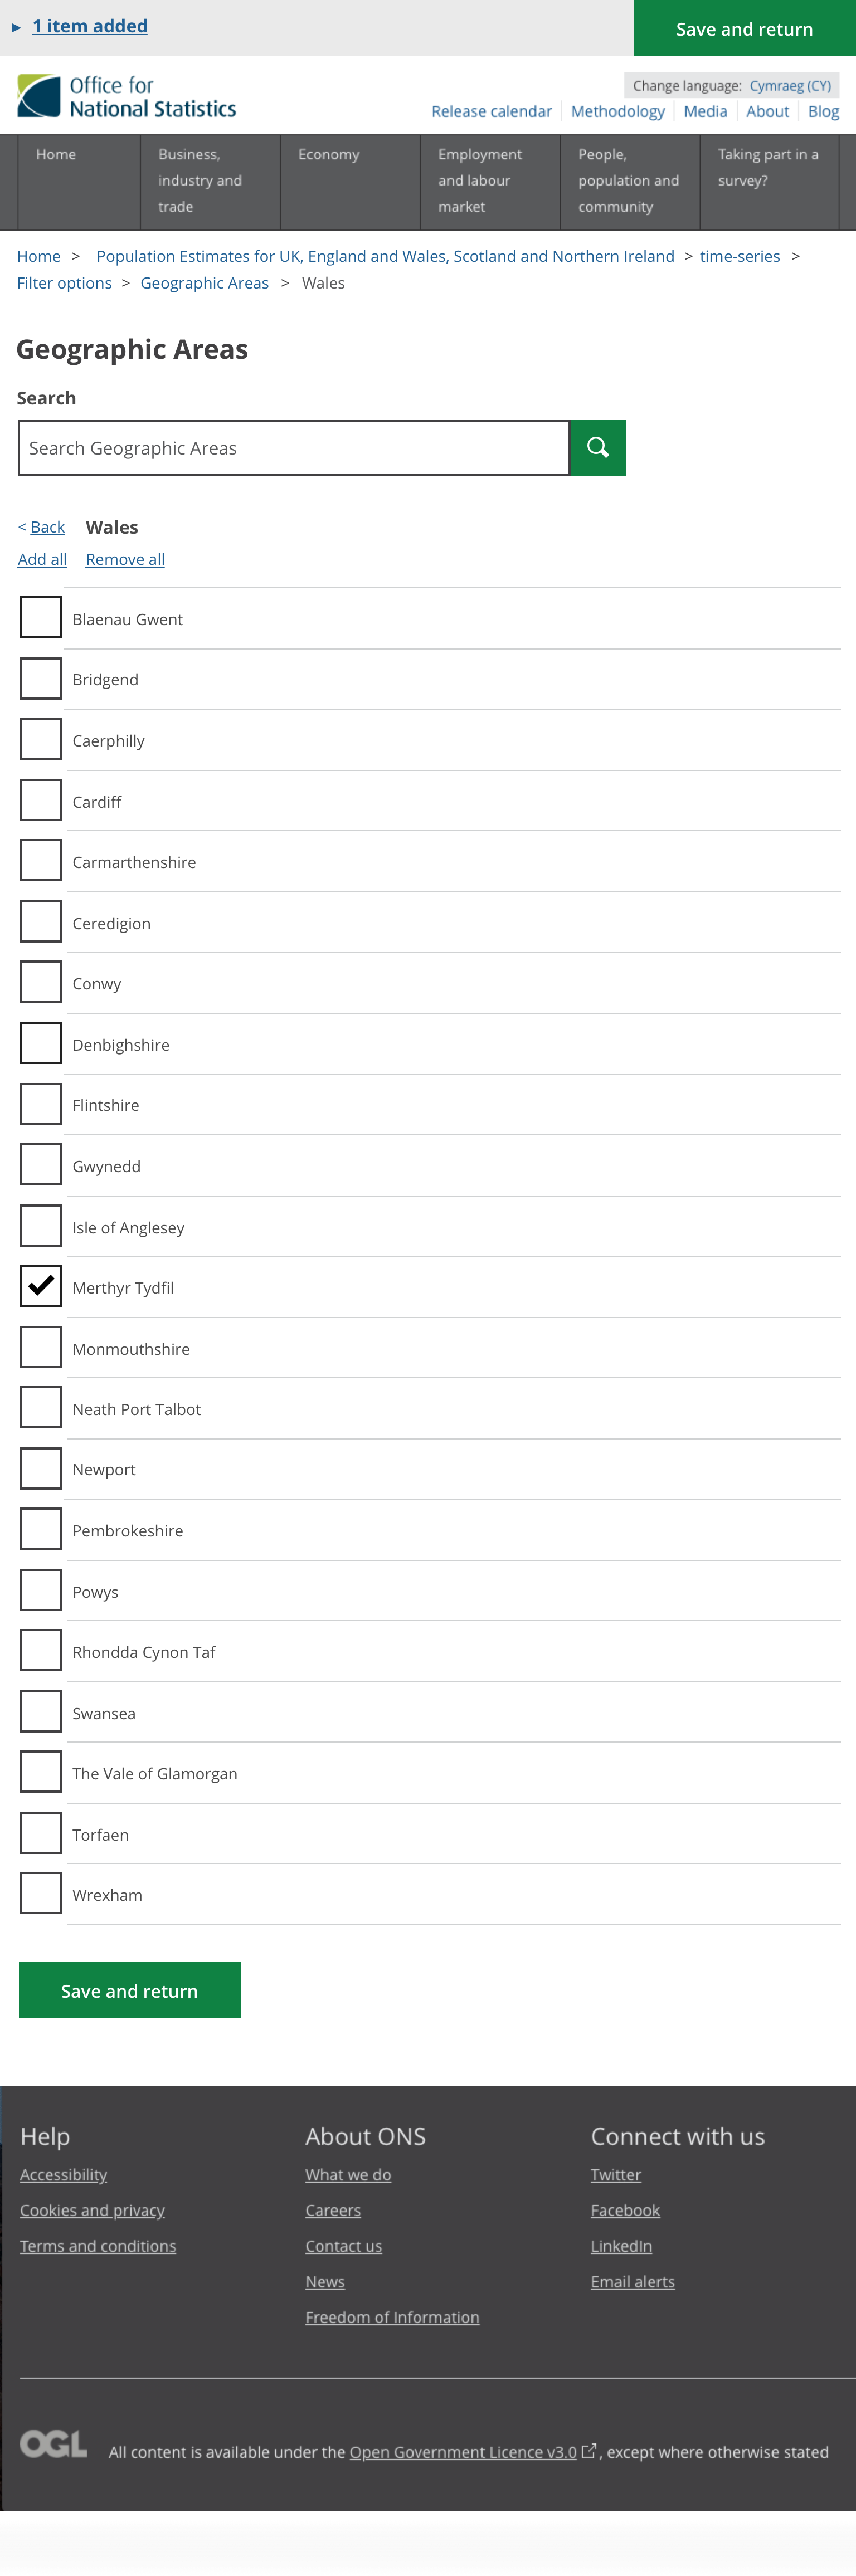 ▸ 1 item added
Save and return
Office for
National Statistics
Change language: Cymraeg (CY)
Release calendar
Methodology
Media
About
Blog
Home
Business,
industry and
trade
Economy
Employment
and labour
market
People,
population and
community
Taking part in a
survey?
Home > Population Estimates for UK, England and Wales, Scotland and Northern Ireland > time-series >
Filter options > Geographic Areas > Wales
Geographic Areas
Search
Search Geographic Areas
< Back Wales
Add all Remove all
Blaenau Gwent
Bridgend
Caerphilly
Cardiff
Carmarthenshire
Ceredigion
Conwy
Denbighshire
Flintshire
Gwynedd
Isle of Anglesey
Merthyr Tydfil
Monmouthshire
Neath Port Talbot
Newport
Pembrokeshire
Powys
Rhondda Cynon Taf
Swansea
The Vale of Glamorgan
Torfaen
Wrexham
Save and return
Help
Accessibility
Cookies and privacy
Terms and conditions
About ONS
What we do
Careers
Contact us
News
Freedom of Information
Connect with us
Twitter
Facebook
LinkedIn
Email alerts
OGL
All content is available under the Open Government Licence v3.0 , except where otherwise stated